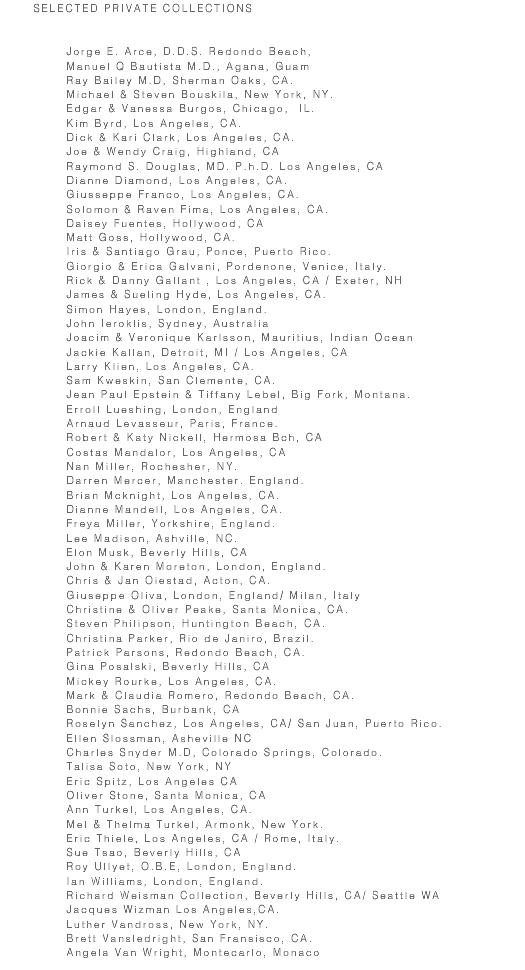 SELECTED PRIVATE COLLECTIONS
Jorge E. Arce, D.D.S. Redondo Beach,
Manuel Q Bautista M.D., Agana, Guam
Ray Bailey M.D, Sherman Oaks, CA.
Michael & Steven Bouskila, New York, NY.
Edgar & Vanessa Burgos, Chicago,  IL.
Kim Byrd, Los Angeles, CA.
Dick & Kari Clark, Los Angeles, CA.
Joe & Wendy Craig, Highland, CA
Raymond S. Douglas, MD. P.h.D. Los Angeles, CA
Dianne Diamond, Los Angeles, CA.
Giusseppe Franco, Los Angeles, CA.
Solomon & Raven Fima, Los Angeles, CA.
Daisey Fuentes, Hollywood, CA
Matt Goss, Hollywood, CA.
Iris & Santiago Grau, Ponce, Puerto Rico.
Giorgio & Erica Galvani, Pordenone, Venice, Italy.
Rick & Danny Gallant , Los Angeles, CA / Exeter, NH
James & Sueling Hyde, Los Angeles, CA.
Simon Hayes, London, England.
John Ieroklis, Sydney, Australia
Joacim & Veronique Karlsson, Mauritius, Indian Ocean
Jackie Kallan, Detroit, MI / Los Angeles, CA
Larry Klien, Los Angeles, CA.
Sam Kweskin, San Clemente, CA.
Jean Paul Epstein & Tiffany Lebel, Big Fork, Montana.
Erroll Lueshing, London, England
Arnaud Levasseur, Paris, France.
Robert & Katy Nickell, Hermosa Bch, CA
Costas Mandalor, Los Angeles, CA
Nan Miller, Rochesher, NY.
Darren Mercer, Manchester. England.
Brian Mcknight, Los Angeles, CA.
Dianne Mandell, Los Angeles, CA.
Freya Miller, Yorkshire, England.
Lee Madison, Ashville, NC.
Elon Musk, Beverly Hills, CA
John & Karen Moreton, London, England.
Chris & Jan Oiestad, Acton, CA.
Giuseppe Oliva, London, England/ Milan, Italy
Christine & Oliver Peake, Santa Monica, CA.
Steven Philipson, Huntington Beach, CA.
Christina Parker, Rio de Janiro, Brazil.
Patrick Parsons, Redondo Beach, CA.
Gina Posalski, Beverly Hills, CA
Mickey Rourke, Los Angeles, CA.
Mark & Claudia Romero, Redondo Beach, CA.
Bonnie Sachs, Burbank, CA
Roselyn Sanchez, Los Angeles, CA/ San Juan, Puerto Rico.
Ellen Slossman, Asheville NC
Charles Snyder M.D, Colorado Springs, Colorado.
Talisa Soto, New York, NY
Eric Spitz, Los Angeles CA
Oliver Stone, Santa Monica, CA
Ann Turkel, Los Angeles, CA.
Mel & Thelma Turkel, Armonk, New York.
Eric Thiele, Los Angeles, CA / Rome, Italy.
Sue Tsao, Beverly Hills, CA
Roy Ullyet, O.B.E, London, England.
Ian Williams, London, England.
Richard Weisman Collection, Beverly Hills, CA/ Seattle WA
Jacques Wizman Los Angeles,CA.
Luther Vandross, New York, NY.
Brett Vansledright, San Fransisco, CA.
Angela Van Wright, Montecarlo, Monaco